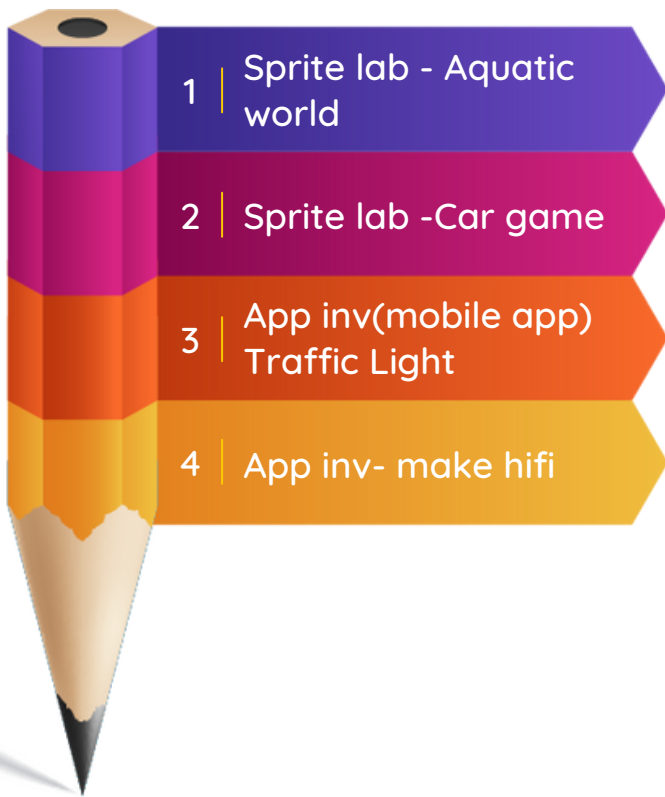 1
Sprite lab - Aquatic
world
2
Sprite lab -Car game
3
App inv(mobile app)
Traffic Light
4
App inv- make hifi